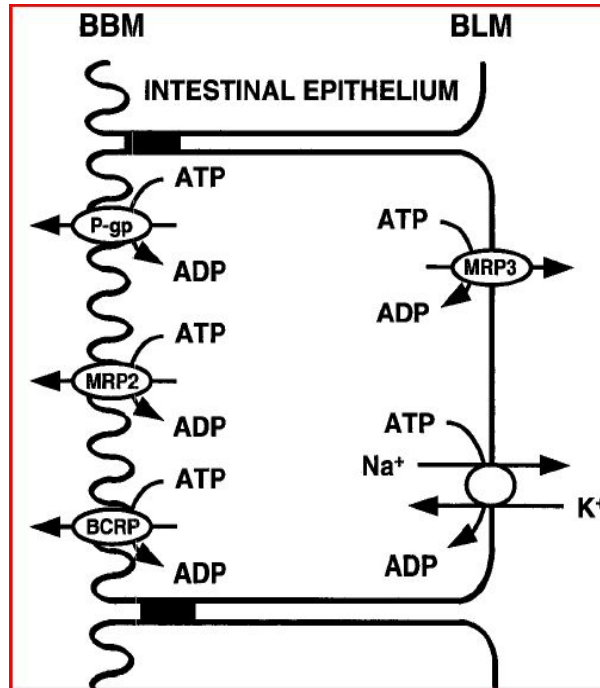 BBM BLM
INTESTINAL EPITHELIUM
ATP
P-gp
ADP
ATP
MRP3
ADP
ATP
MRP2
ADP
ATP
Na⁺
K⁺
ADP
ATP
BCRP
ADP